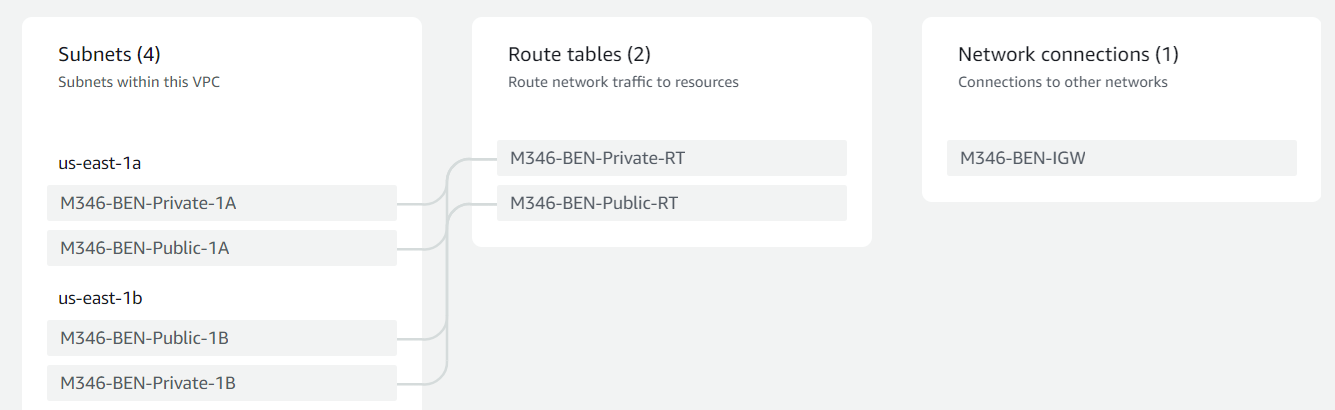 Subnets (4)
Subnets within this VPC
us-east-1a
M346-BEN-Private-1A
M346-BEN-Public-1A
us-east-1b
M346-BEN-Public-1B
M346-BEN-Private-1B
Route tables (2)
Route network traffic to resources
M346-BEN-Private-RT
M346-BEN-Public-RT
Network connections (1)
Connections to other networks
M346-BEN-IGW